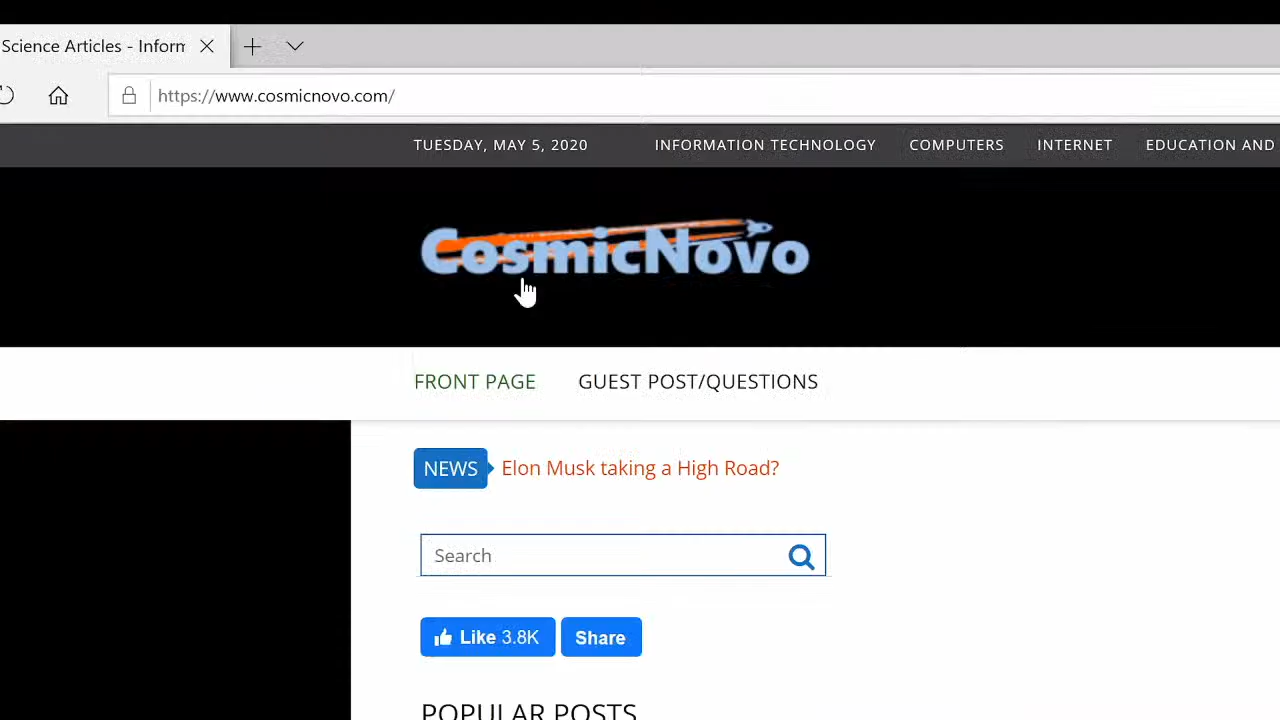 Science Articles - Inforr
https://www.cosmicnovo.com/
TUESDAY, MAY 5, 2020 INFORMATION TECHNOLOGY COMPUTERS INTERNET EDUCATION AND
CosmicNovo
FRONT PAGE GUEST POST/QUESTIONS
NEWS Elon Musk taking a High Road?
Search
Like 3.8K Share
POPULAR POSTS